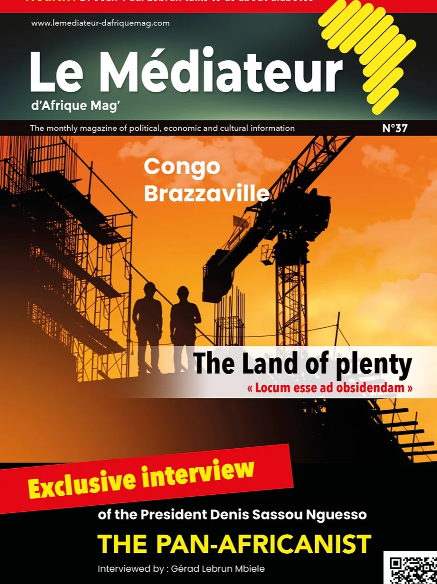 www.lemediateur-dafriquemag.com
Le Médiateur
d'Afrique Mag'
The monthly magazine of political, economic and cultural information
N°37
Congo
Brazzaville
The Land of plenty
« Locum esse ad obsidendam »
Exclusive interview
of the President Denis Sassou Nguesso
THE PAN-AFRICANIST
Interviewed by : Gérad Lebrun Mbiele